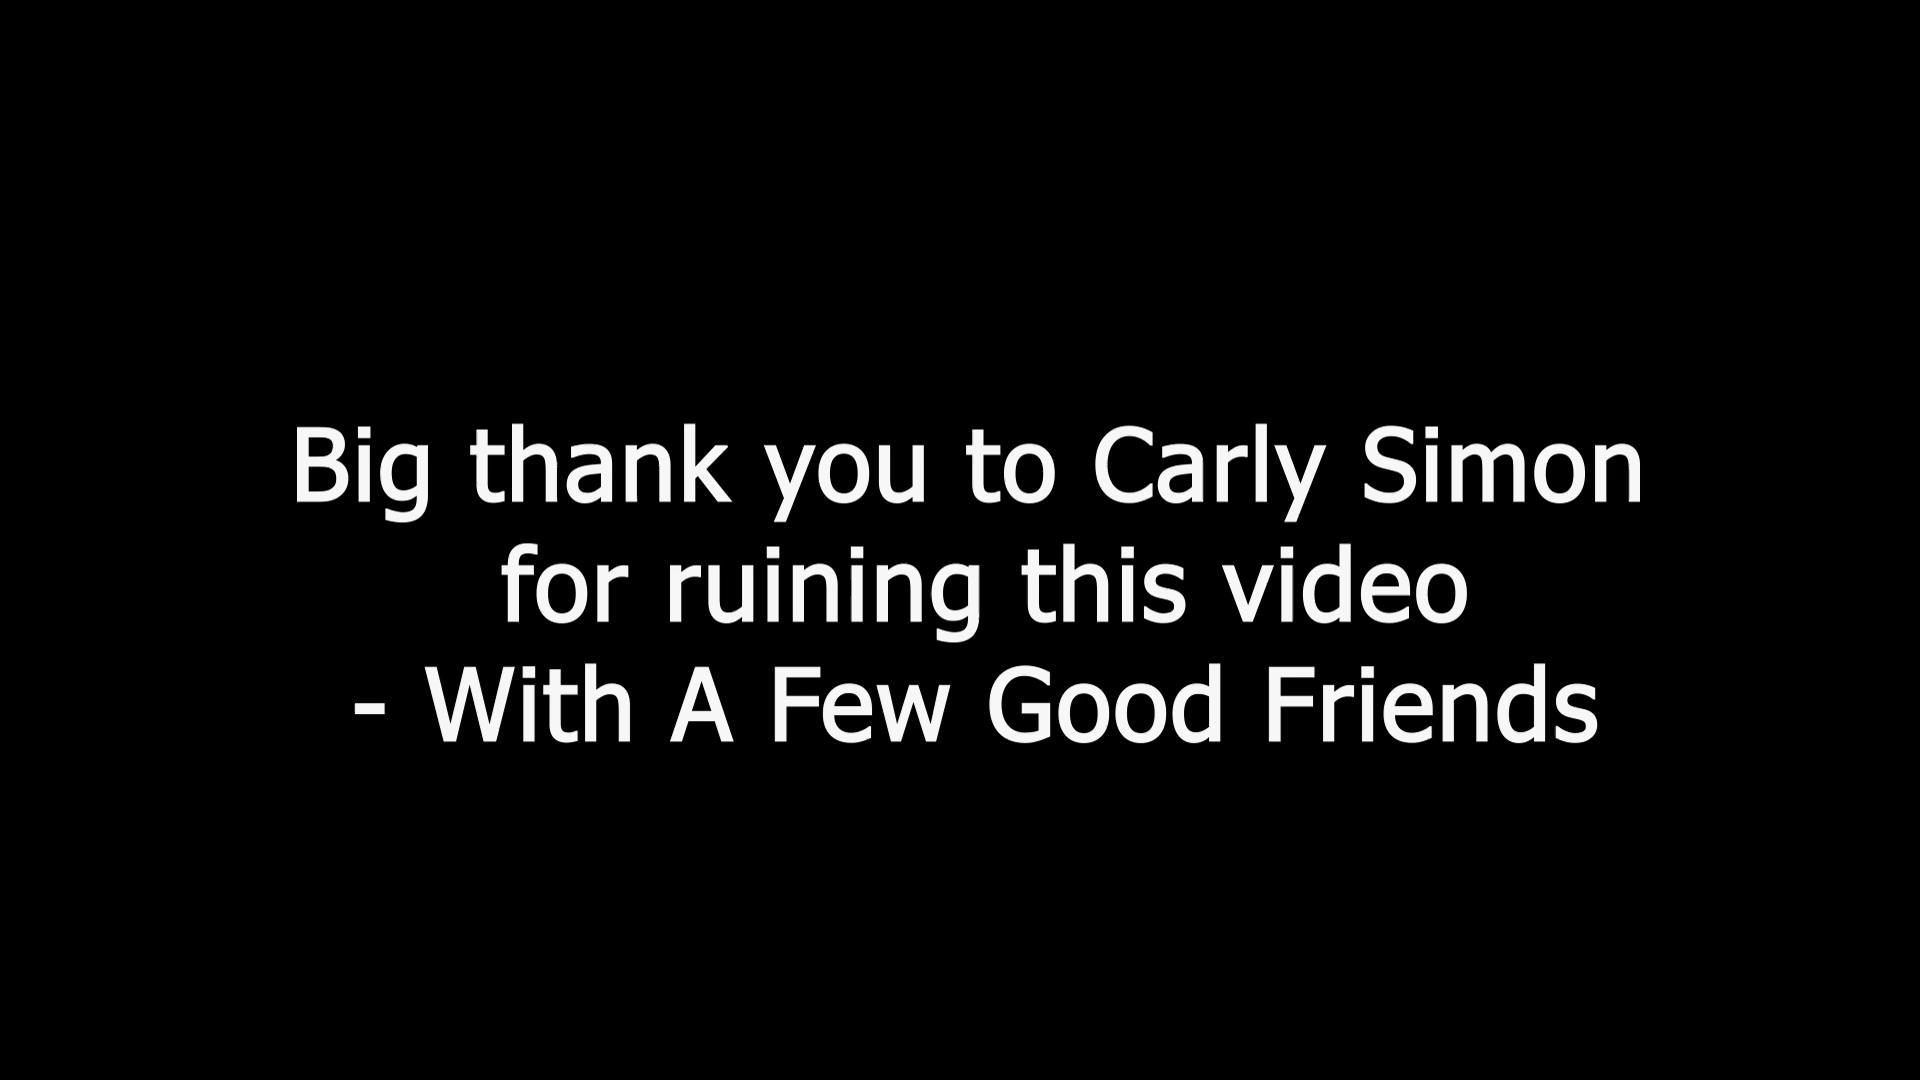 Big thank you to Carly Simon
for ruining this video
- With A Few Good Friends